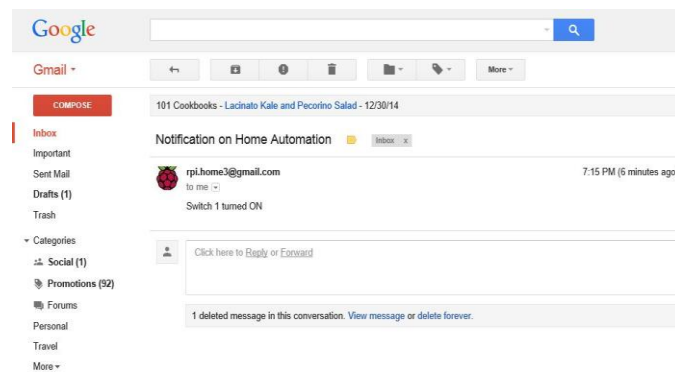 Google
Gmail
More
COMPOSE
101 Cookbooks - Lacinato Kale and Pecorino Salad - 12/30/14
Inbox
Notification on Home Automation Inbox x
Important
Sent Mail
rpi.home3@gmail.com 7:15 PM (6 minutes ago
to me
Drafts (1)
Switch 1 turned ON
Trash
Categories
Social (1)
Click here to Reply or Forward
Promotions (92)
Forums
1 deleted message in this conversation. View message or delete forever.
Personal
Travel
More